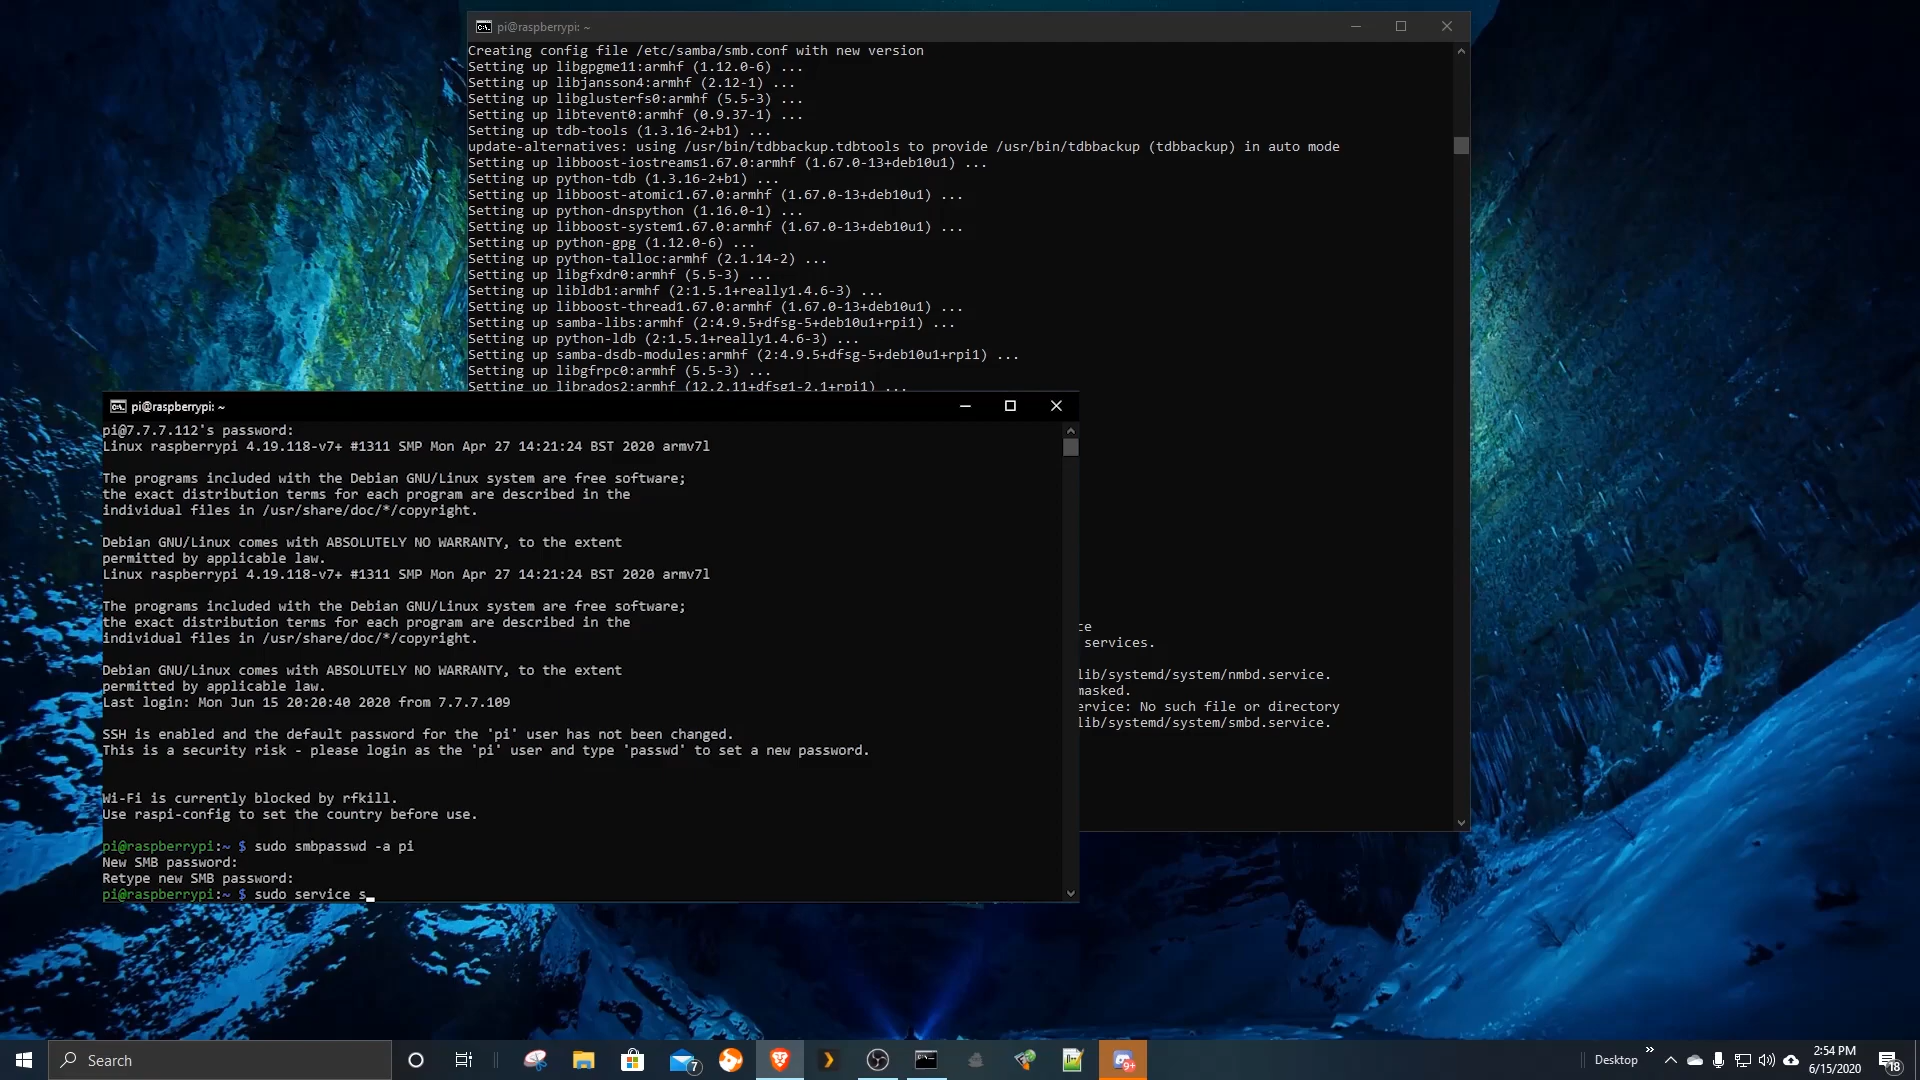 pi@raspberrypi: ~
Creating config file /etc/samba/smb.conf with new version
Setting up libgpgme11:armhf (1.12.0-6) ...
Setting up libjansson4:armhf (2.12-1) ...
Setting up libglusterfs0:armhf (5.5-3) ...
Setting up libtevent0:armhf (0.9.37-1) ...
Setting up tdb-tools (1.3.16-2+b1) ...
update-alternatives: using /usr/bin/tdbbackup.tdbtools to provide /usr/bin/tdbbackup (tdbbackup) in auto mode
Setting up libboost-iostreams1.67.0:armhf (1.67.0-13+deb10u1) ...
Setting up python-tdb (1.3.16-2+b1) ...
Setting up libboost-atomic1.67.0:armhf (1.67.0-13+deb10u1) ...
Setting up python-dnspython (1.16.0-1) ...
Setting up libboost-system1.67.0:armhf (1.67.0-13+deb10u1) ...
Setting up python-gpg (1.12.0-6) ...
Setting up python-talloc:armhf (2.1.14-2) ...
Setting up libgfxdr0:armhf (5.5-3) ...
Setting up libldb1:armhf (2:1.5.1+really1.4.6-3) ...
Setting up libboost-thread1.67.0:armhf (1.67.0-13+deb10u1) ...
Setting up samba-libs:armhf (2:4.9.5+dfsg-5+deb10u1+rpi1) ...
Setting up python-ldb (2:1.5.1+really1.4.6-3) ...
Setting up samba-dsdb-modules:armhf (2:4.9.5+dfsg-5+deb10u1+rpi1) ...
Setting up libgfrpc0:armhf (5.5-3) ...
Setting up librados2:armhf (12.2.11+dfsg1-2.1+rpi1) ...
ce
services.
lib/systemd/system/nmbd.service.
masked.
ervice: No such file or directory
lib/systemd/system/smbd.service.
pi@raspberrypi: ~
pi@7.7.7.112's password:
Linux raspberrypi 4.19.118-v7+ #1311 SMP Mon Apr 27 14:21:24 BST 2020 armv7l
The programs included with the Debian GNU/Linux system are free software;
the exact distribution terms for each program are described in the
individual files in /usr/share/doc/*/copyright.
Debian GNU/Linux comes with ABSOLUTELY NO WARRANTY, to the extent
permitted by applicable law.
Linux raspberrypi 4.19.118-v7+ #1311 SMP Mon Apr 27 14:21:24 BST 2020 armv7l
The programs included with the Debian GNU/Linux system are free software;
the exact distribution terms for each program are described in the
individual files in /usr/share/doc/*/copyright.
Debian GNU/Linux comes with ABSOLUTELY NO WARRANTY, to the extent
permitted by applicable law.
Last login: Mon Jun 15 20:20:40 2020 from 7.7.7.109
SSH is enabled and the default password for the 'pi' user has not been changed.
This is a security risk - please login as the 'pi' user and type 'passwd' to set a new password.
Wi-Fi is currently blocked by rfkill.
Use raspi-config to set the country before use.
pi@raspberrypi:~ $ sudo smbpasswd -a pi
New SMB password:
Retype new SMB password:
pi@raspberrypi:~ $ sudo service s
Search
7
9+
Desktop
2:54 PM
6/15/2020
18